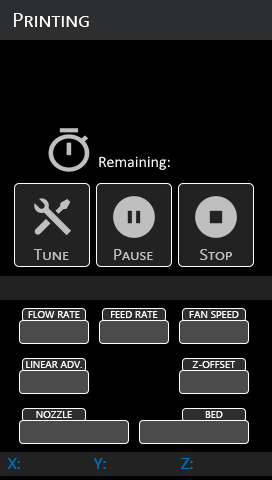 Printing
Remaining:
Tune Pause Stop
FLOW RATE FEED RATE FAN SPEED
LINEAR ADV. Z-OFFSET
NOZZLE BED
X: Y: Z: